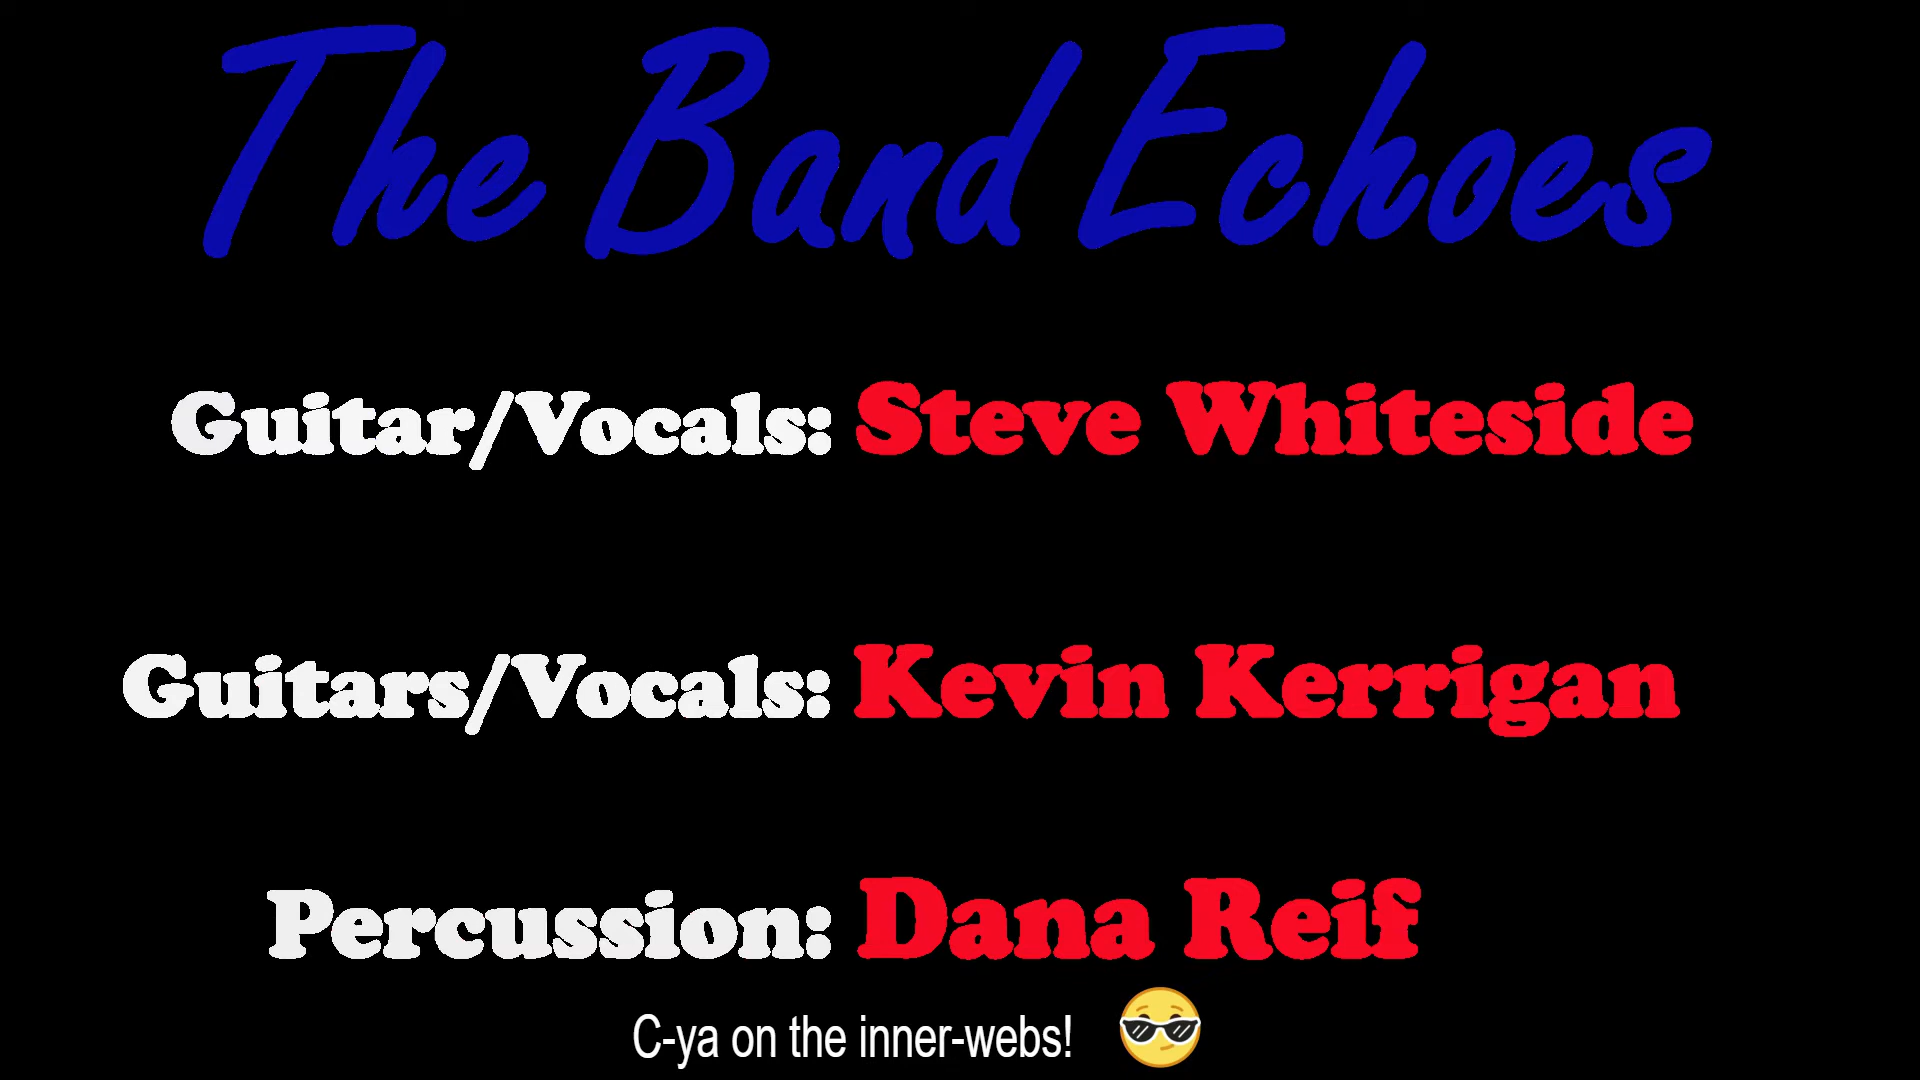 The Band Echoes
Guitar/Vocals: Steve Whiteside
Guitars/Vocals: Kevin Kerrigan
Percussion: Dana Reif
C-ya on the inner-webs!